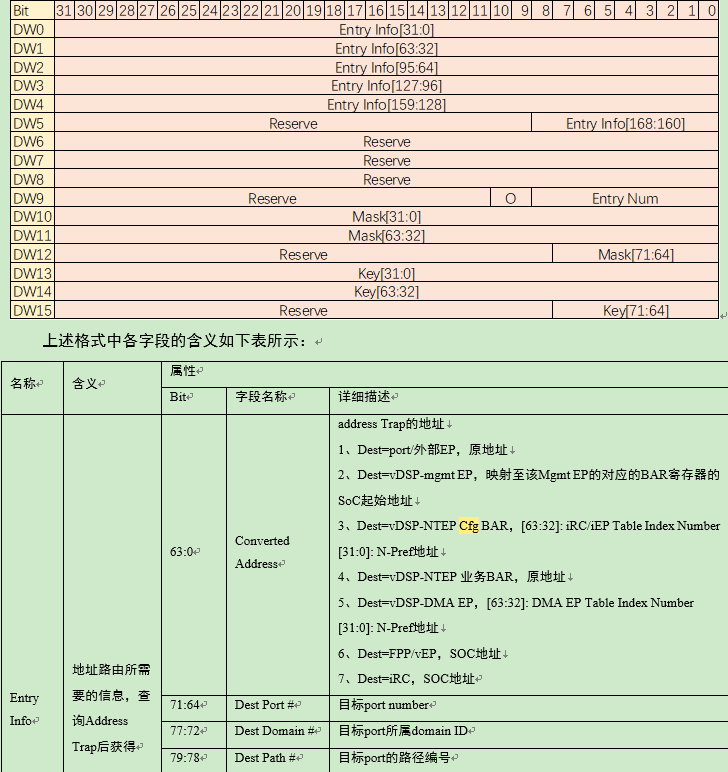 Bit 31 30 29 28 27 26 25 24 23 22 21 20 19 18 17 16 15 14 13 12 11 10 9 8 7 6 5 4 3 2 1 0
DW0 Entry Info[31:0]
DW1 Entry Info[63:32]
DW2 Entry Info[95:64]
DW3 Entry Info[127:96]
DW4 Entry Info[159:128]
DW5 Reserve Entry Info[168:160]
DW6 Reserve
DW7 Reserve
DW8 Reserve
DW9 Reserve O Entry Num
DW10 Mask[31:0]
DW11 Mask[63:32]
DW12 Reserve Mask[71:64]
DW13 Key[31:0]
DW14 Key[63:32]
DW15 Reserve Key[71:64]
上述格式中各字段的含义如下表所示：
名称 含义 属性
Bit 字段名称 详细描述
Entry
Info
地址路由所需
要的信息，查
询Address
Trap后获得
63:0
Converted
Address
address Trap的地址
1、Dest=port/外部EP，原地址
2、Dest=vDSP-mgmt EP，映射至该Mgmt EP的对应的BAR寄存器的
SoC起始地址
3、Dest=vDSP-NTEP Cfg BAR，[63:32]: iRC/iEP Table Index Number
[31:0]: N-Pref地址
4、Dest=vDSP-NTEP 业务BAR，原地址
5、Dest=vDSP-DMA EP，[63:32]: DMA EP Table Index Number
[31:0]: N-Pref地址
6、Dest=FPP/vEP，SOC地址
7、Dest=iRC，SOC地址
71:64 Dest Port # 目标port number
77:72 Dest Domain # 目标port所属domain ID
79:78 Dest Path # 目标port的路径编号